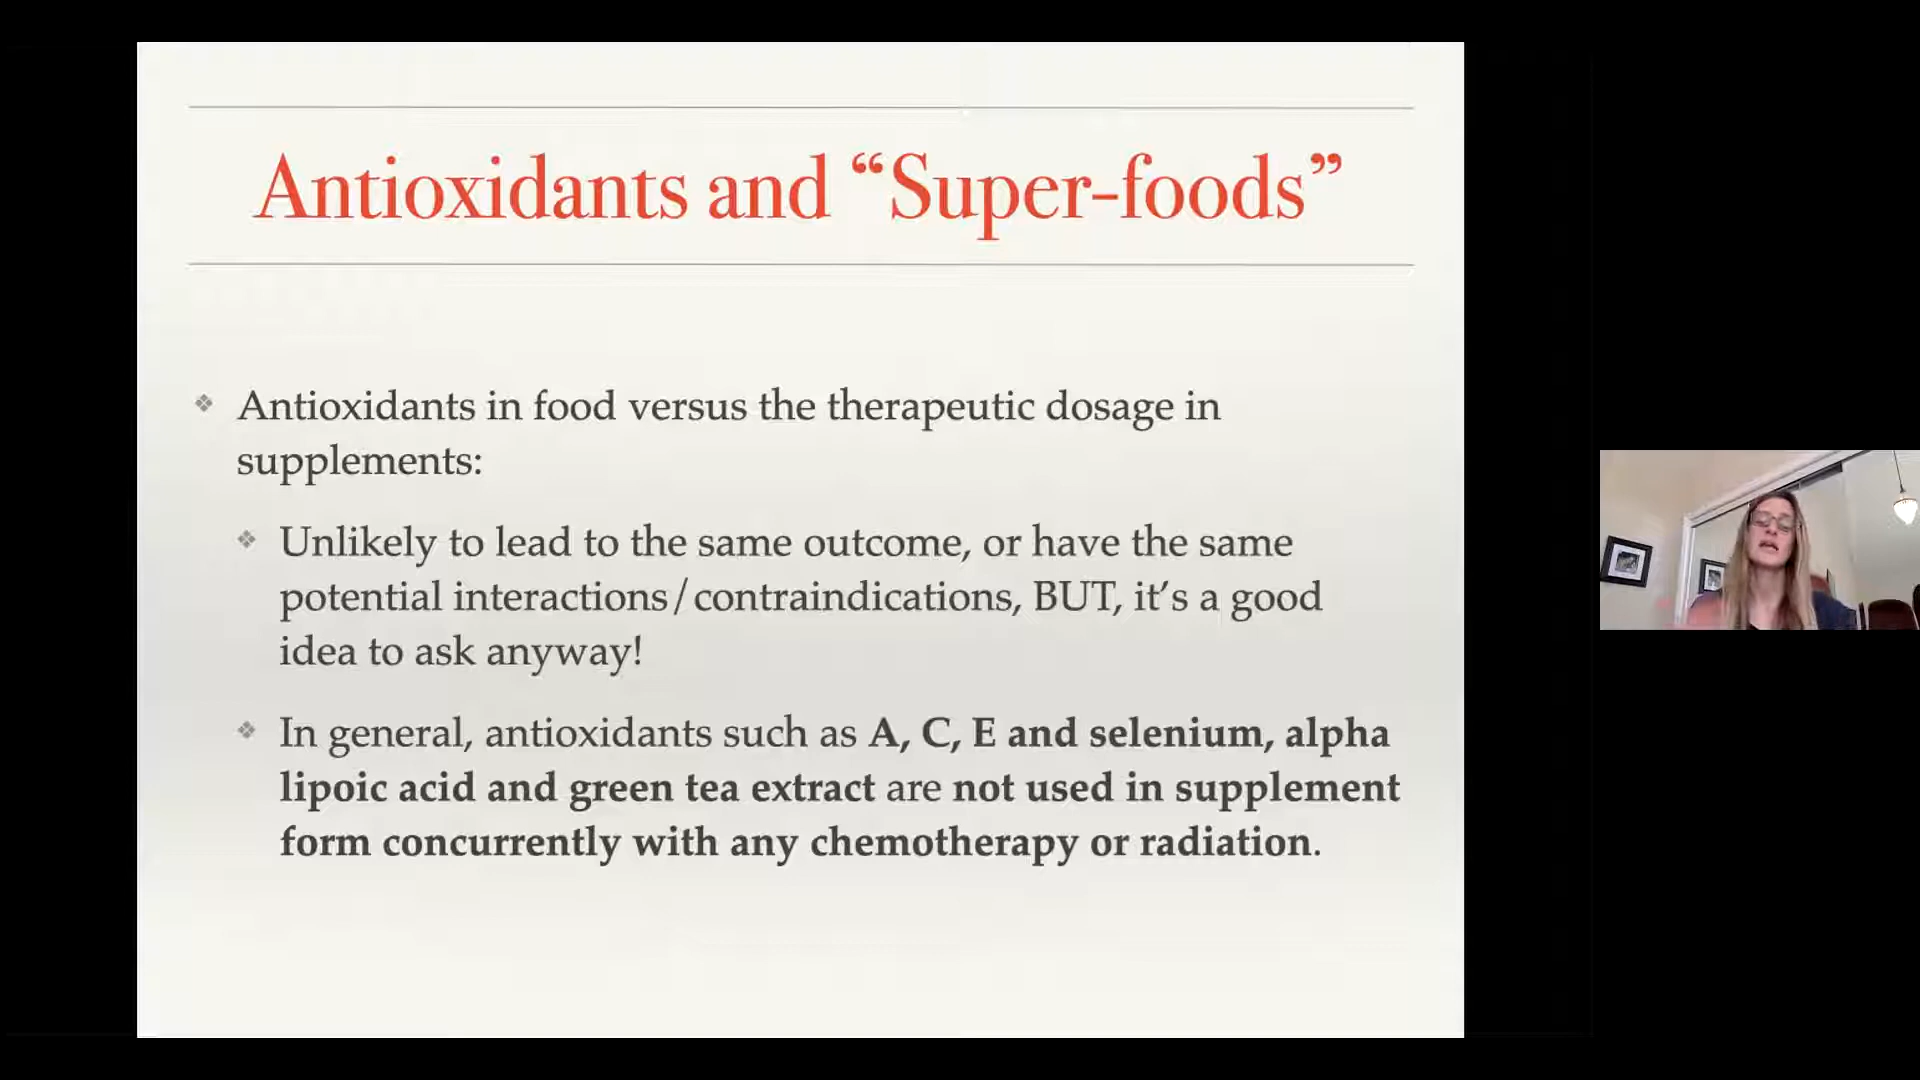 Antioxidants and “Super-foods”
❖ Antioxidants in food versus the therapeutic dosage in
supplements:
❖ Unlikely to lead to the same outcome, or have the same
potential interactions/contraindications, BUT, it’s a good
idea to ask anyway!
❖ In general, antioxidants such as A, C, E and selenium, alpha
lipoic acid and green tea extract are not used in supplement
form concurrently with any chemotherapy or radiation.